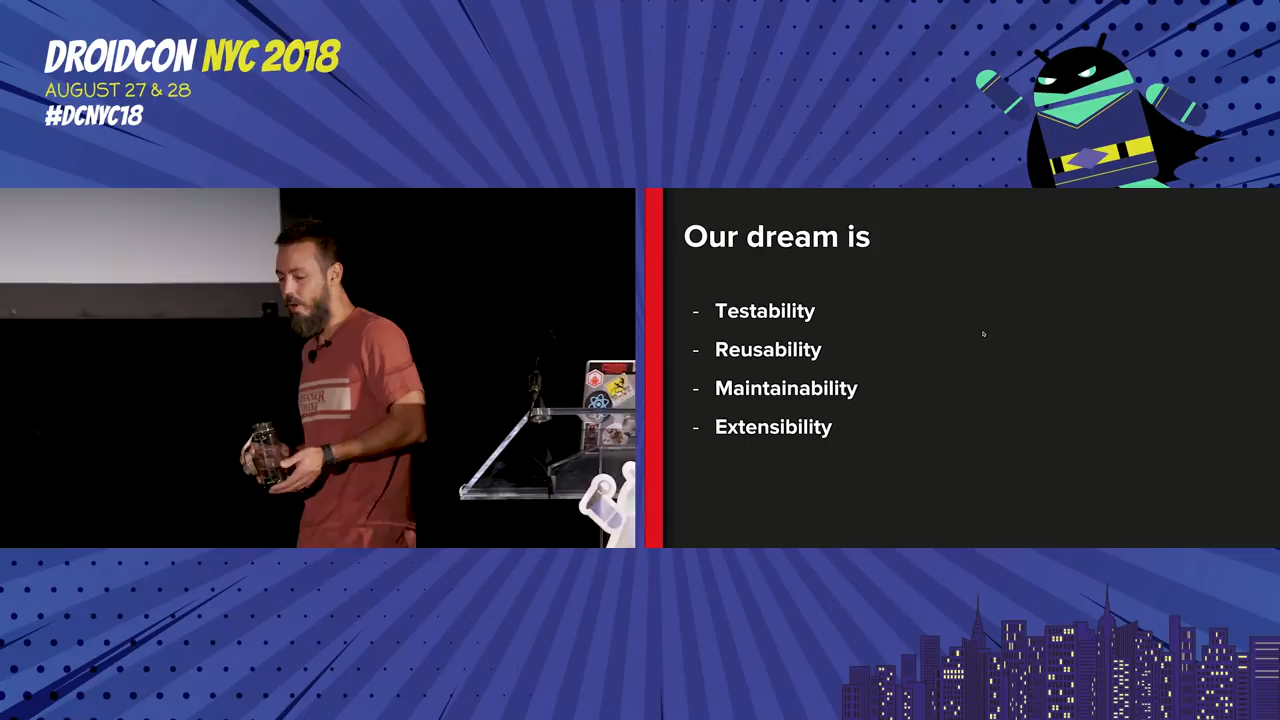 DROIDCON NYC 2018
AUGUST 27 & 28
#DCNYC18
Our dream is
- Testability
- Reusability
- Maintainability
- Extensibility